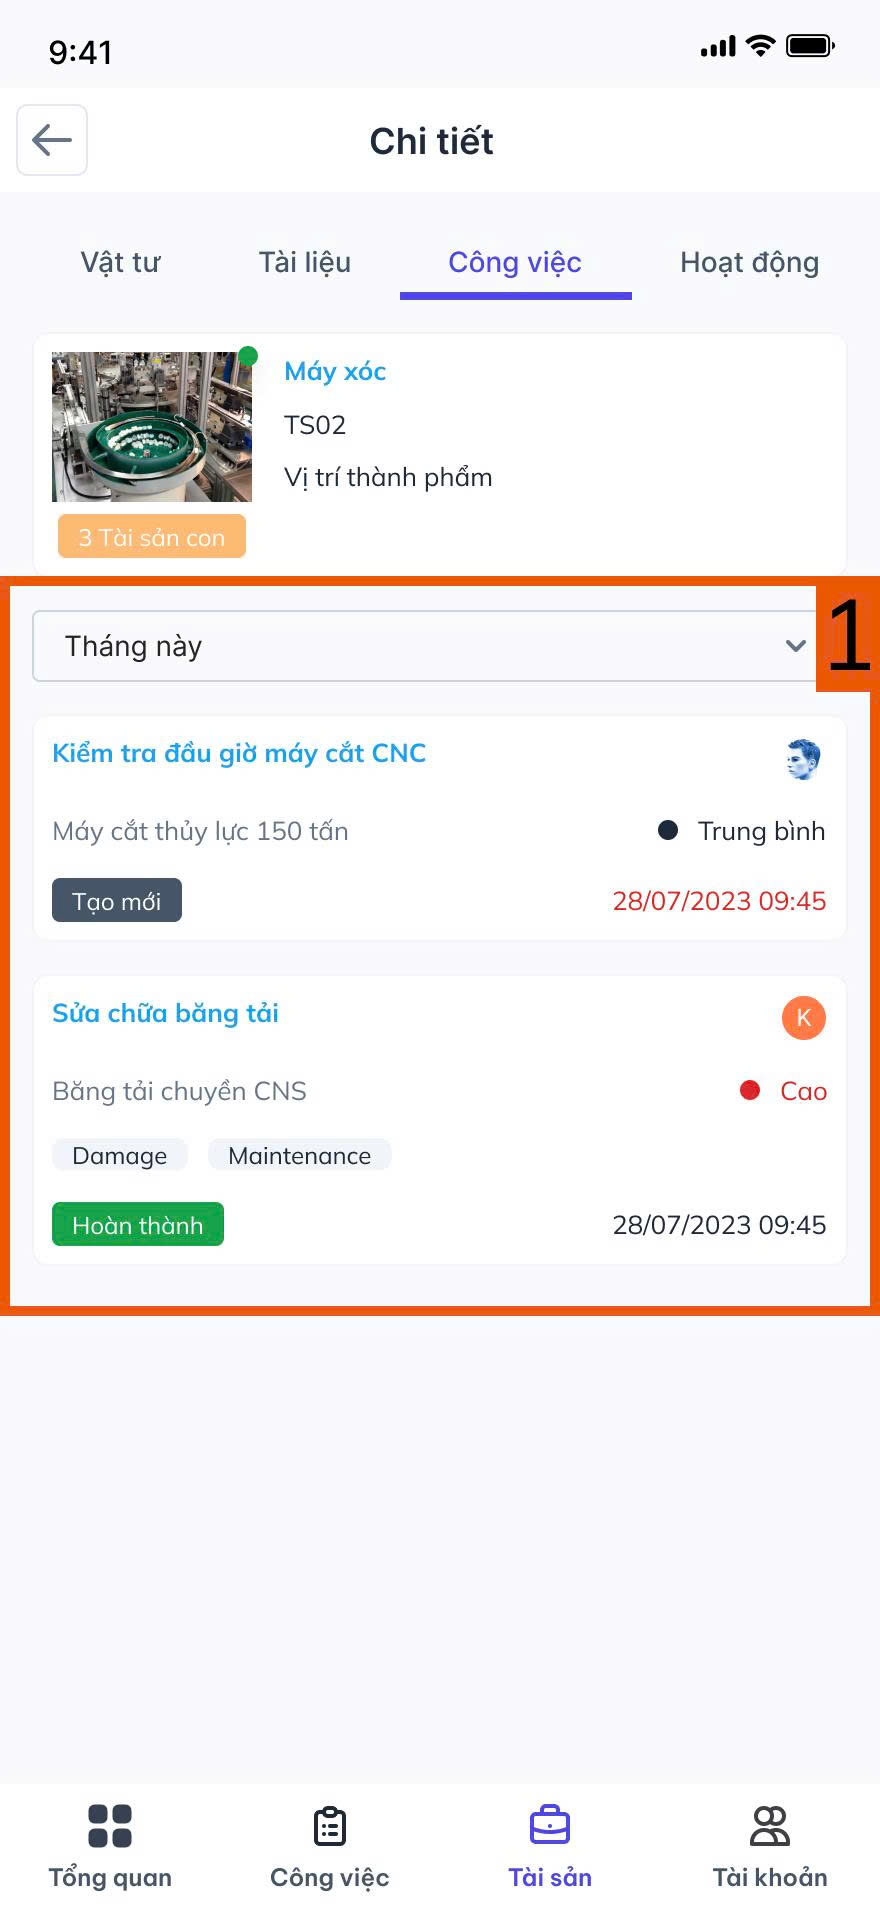 9:41
Chi tiết
Vật tư Tài liệu Công việc Hoạt động
Máy xóc
TS02
Vị trí thành phẩm
3 Tài sản con
1
Tháng này
Kiểm tra đầu giờ máy cắt CNC
Máy cắt thủy lực 150 tấn Trung bình
Tạo mới 28/07/2023 09:45
Sửa chữa băng tải K
Băng tải chuyền CNS Cao
Damage Maintenance
Hoàn thành 28/07/2023 09:45
Tổng quan Công việc Tài sản Tài khoản